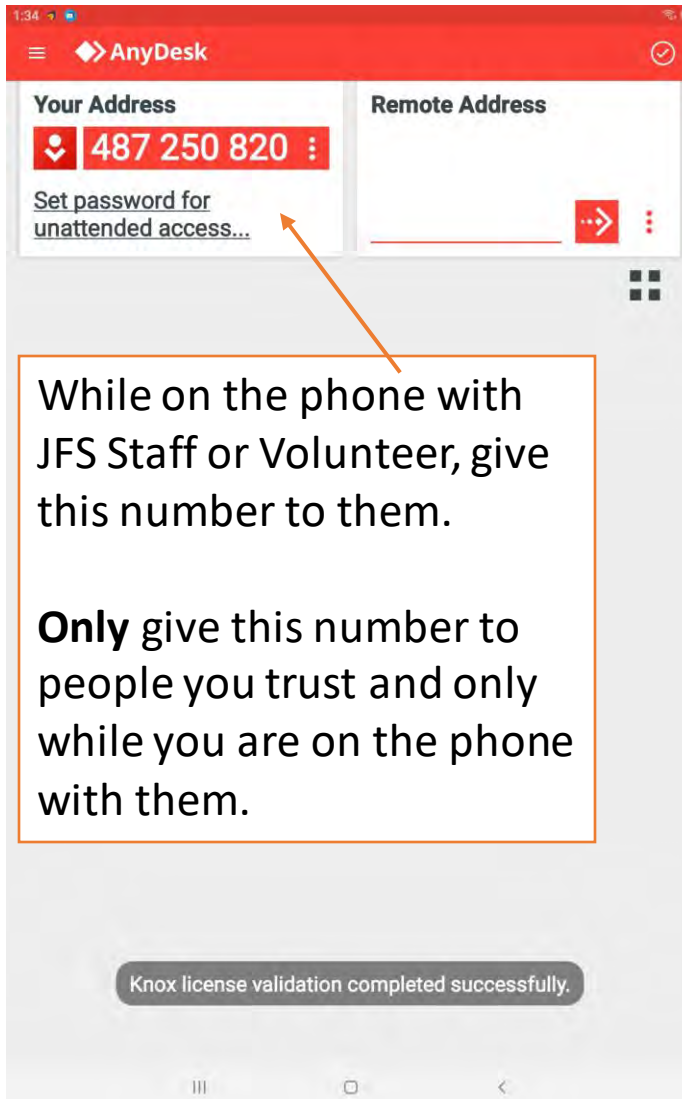 1:34
AnyDesk
Your Address
487 250 820
Set password for
unattended access...
Remote Address
While on the phone with
JFS Staff or Volunteer, give
this number to them.
Only give this number to
people you trust and only
while you are on the phone
with them.
Knox license validation completed successfully.